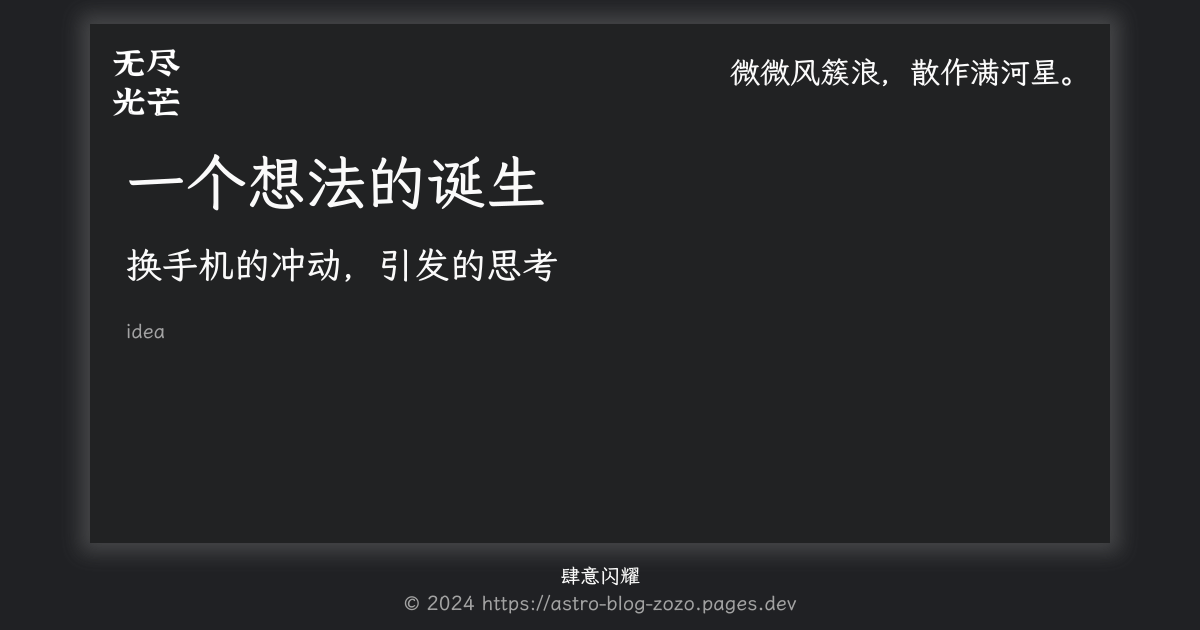 无尽
光芒
微微风簇浪，散作满河星。
一个想法的诞生
换手机的冲动，引发的思考
idea
肆意闪耀
© 2024 https://astro-blog-zozo.pages.dev